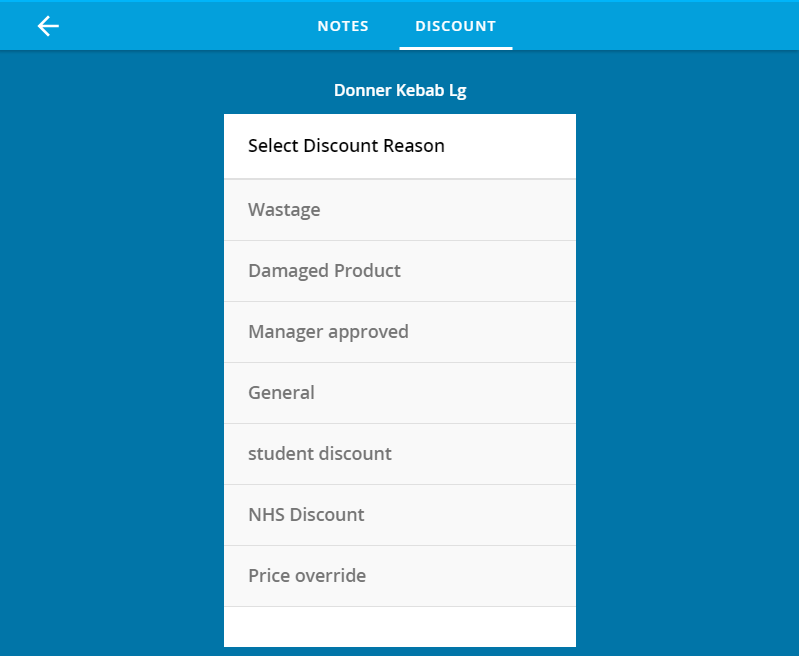 NOTES DISCOUNT
Donner Kebab Lg
Select Discount Reason
Wastage
Damaged Product
Manager approved
General
student discount
NHS Discount
Price override